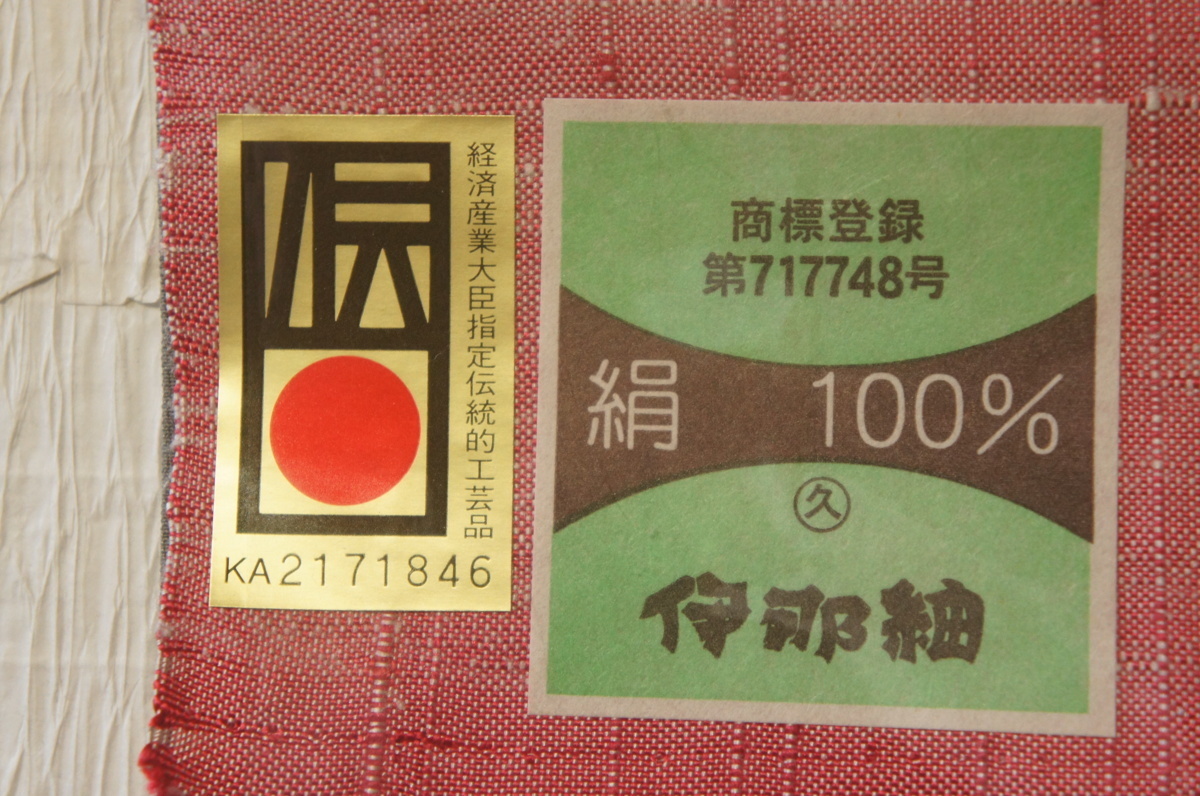 伝
経済産業大臣指定伝統的工芸品
KA2171846
商標登録
第717748号
絹 100%
久
伊那紬